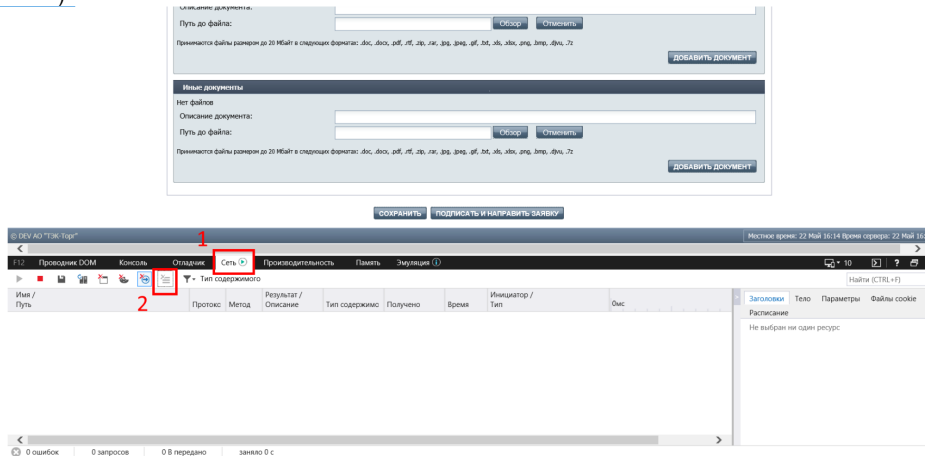 Описание документа:
Путь до файла:
Обзор
Отменить
Принимаются файлы размером до 20 Мбайт в следующих форматах: .doc, .docx, .pdf, .rtf, .zip, .rar, .jpg, .jpeg, .gif, .txt, .xls, .xlsx, .png, .bmp, .djvu, .7z
ДОБАВИТЬ ДОКУМЕНТ
Иные документы
Нет файлов
Описание документа:
Путь до файла:
Обзор
Отменить
Принимаются файлы размером до 20 Мбайт в следующих форматах: .doc, .docx, .pdf, .rtf, .zip, .rar, .jpg, .jpeg, .gif, .txt, .xls, .xlsx, .png, .bmp, .djvu, .7z
ДОБАВИТЬ ДОКУМЕНТ
СОХРАНИТЬ
ПОДПИСАТЬ И НАПРАВИТЬ ЗАЯВКУ
© DEV АО "ТЭК-Торг"
1
Местное время: 22 Май 16:14 Время сервера: 22 Май 16:
F12 Проводник DOM Консоль Отладчик Сеть Производительность Память Эмуляция
10
?
2
Тип содержимого
Найти (CTRL+F)
Имя /
Путь
Протокс
Метод
Результат /
Описание
Тип содержимо
Получено
Время
Инициатор /
Тип
0мс
Заголовки Тело Параметры Файлы cookie
Расписание
Не выбран ни один ресурс
0 ошибок 0 запросов 0 В передано заняло 0 с